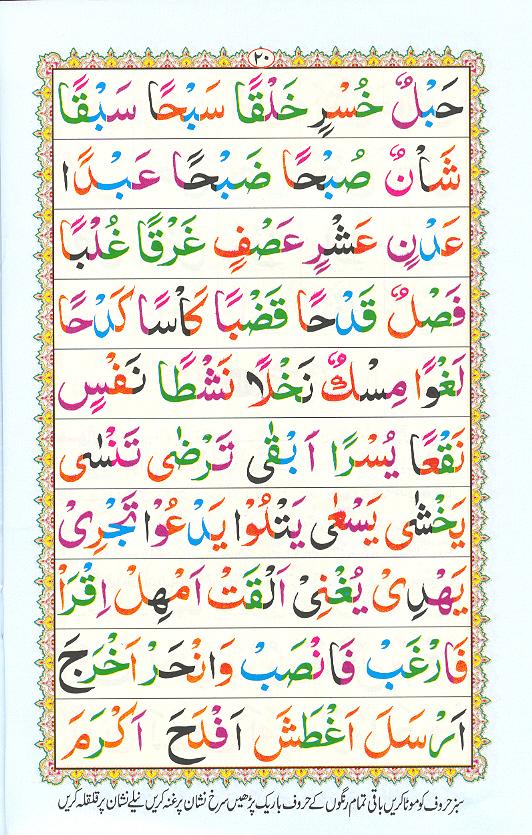 ٢٠
حَبْلٌ خُسْرٍ خَلْقًا سَبْحًا سَبْقًا
شَأْنٌ صُبْحًا ضَبْحًا عَبْدًا
عَدْنٍ عَشْرٍ عَصْفٍ غَرْقًا غُلْبًا
فَصْلٌ قَدْحًا قَضْبًا كَأْسًا كَدْحًا
لَغْوًا مِسْكٌ نَخْلًا نَشْطًا نَفْسٍ
نَقْعًا يُسْرًا اَبْقٰى تَرْضٰى تَنْسٰى
يَخْشٰى يَسْعٰى يَتْلُوْا يَدْعُوْا تَجْرِىْ
يَهْدِىْ يُغْنِىْ اَلْقَتْ اَمْهِلْ اِقْرَاْ
فَارْغَبْ فَانْصَبْ وَانْحَرْ اَخْرَجَ
اَرْسَلَ اَغْطَشَ اَفْلَحَ اَكْرَمَ
سبز حروف کو موٹا کریں باقی تمام رنگوں کے حروف باریک پڑھیں سرخ نشان پر غنہ کریں نیلے نشان پر قلقلہ کریں